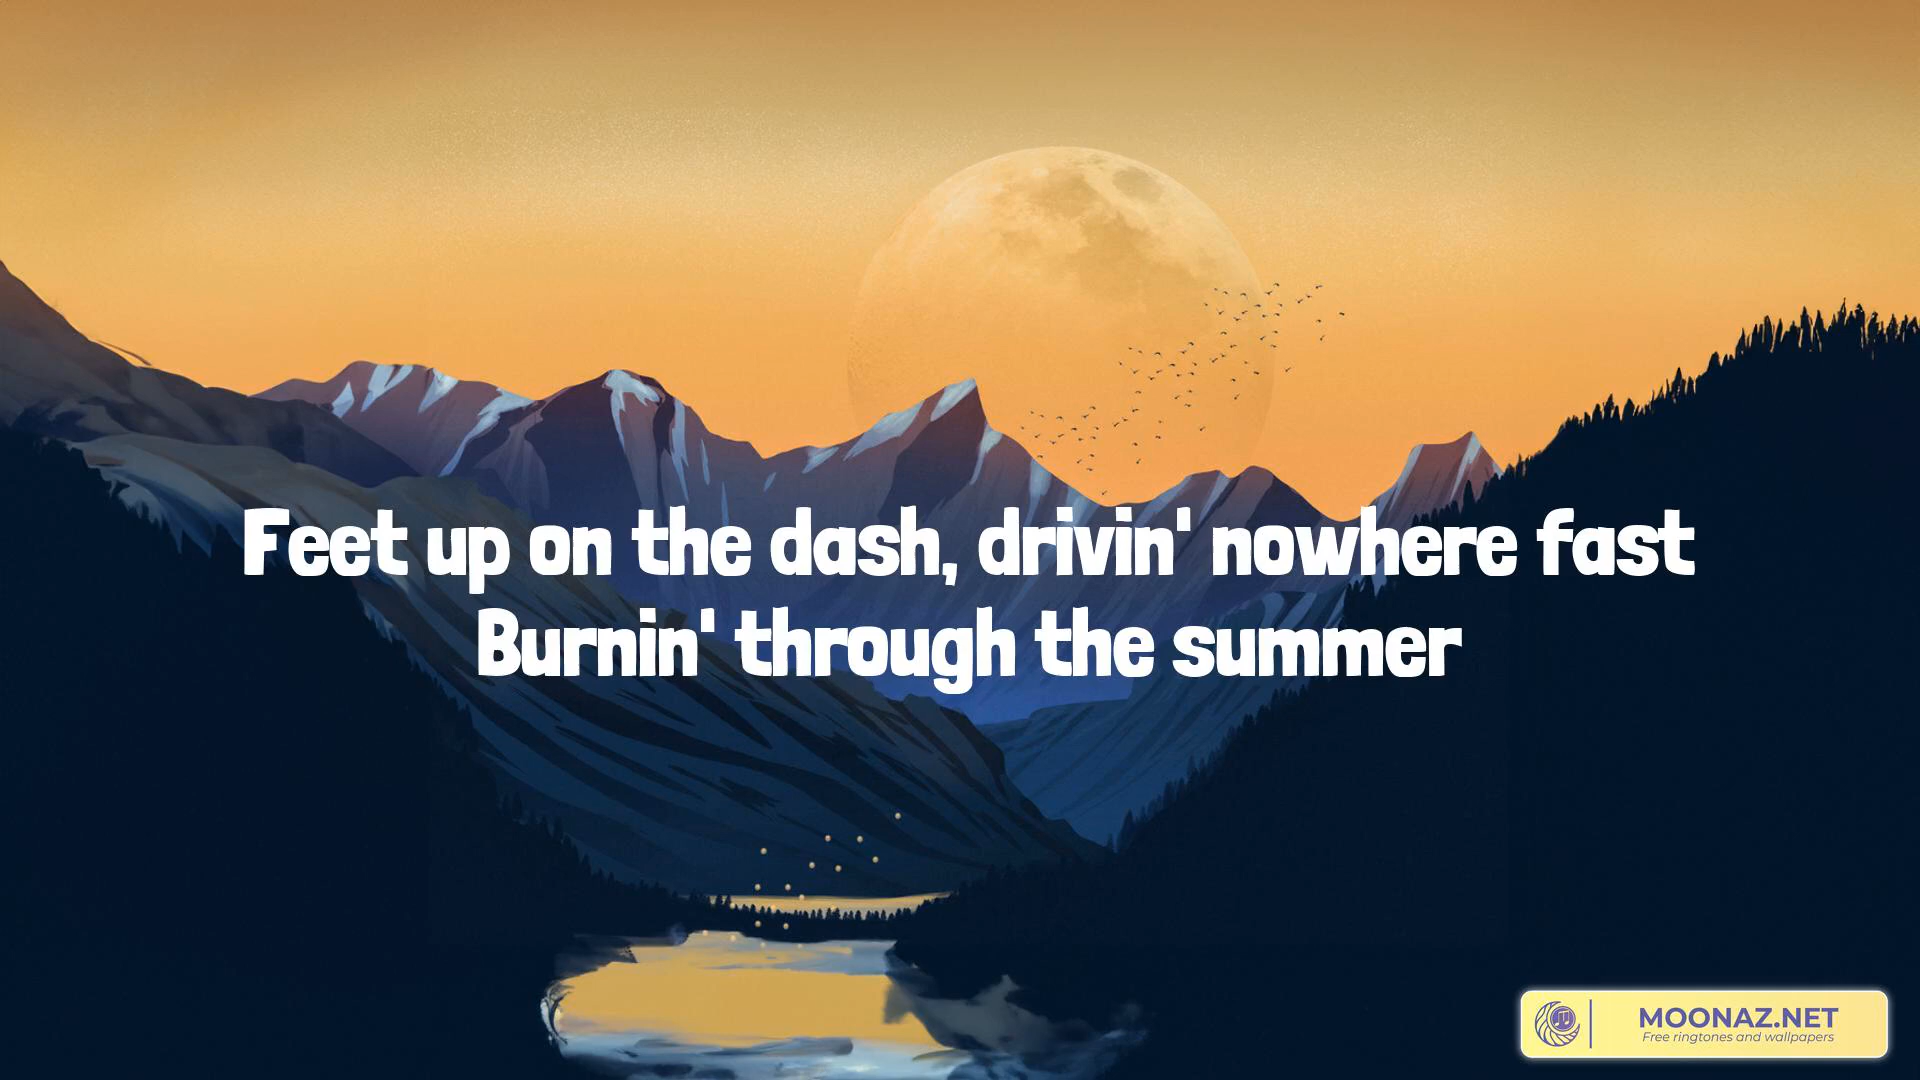 Feet up on the dash, drivin' nowhere fast
Burnin' through the summer
MOONAZ.NET
Free ringtones and wallpapers